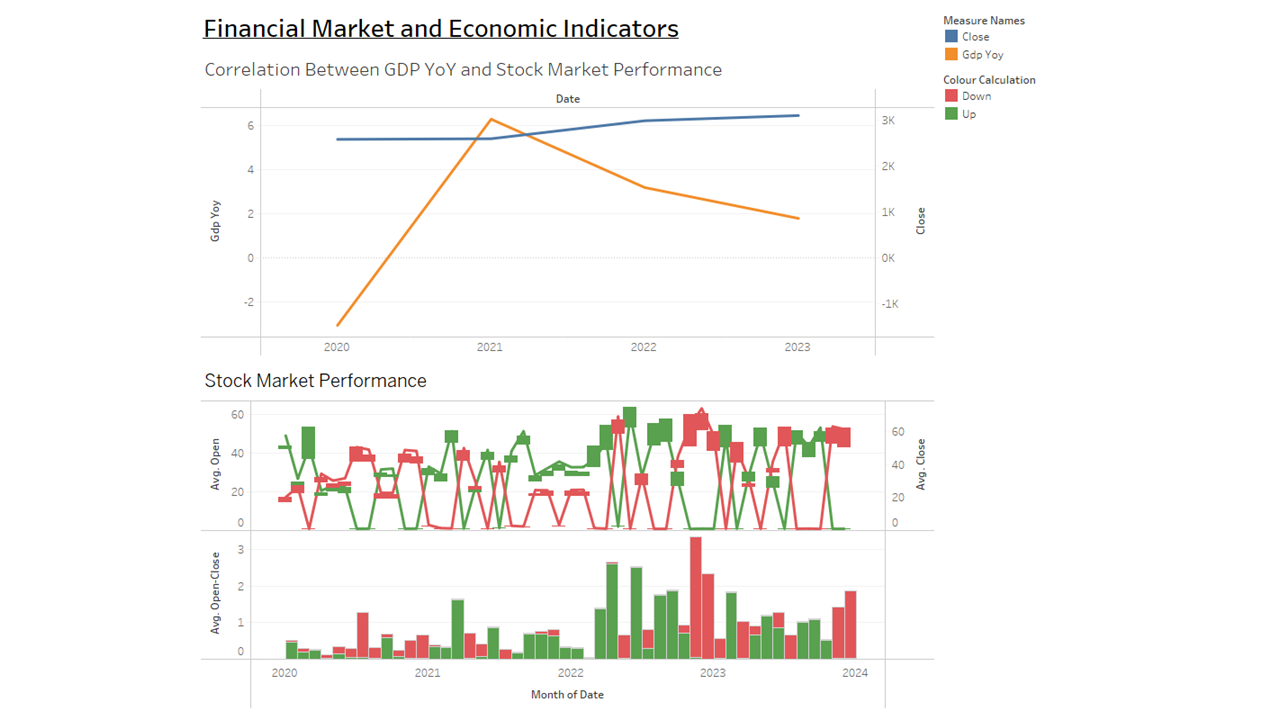 Financial Market and Economic Indicators
Correlation Between GDP YoY and Stock Market Performance
Date
6
4
2
0
-2
Gdp Yoy
3K
2K
1K
0K
-1K
Close
2020 2021 2022 2023
Stock Market Performance
60
40
20
0
Avg. Open
60
40
20
0
Avg. Close
3
2
1
0
Avg. Open-Close
2020 2021 2022 2023 2024
Month of Date
Measure Names
Close
Gdp Yoy
Colour Calculation
Down
Up